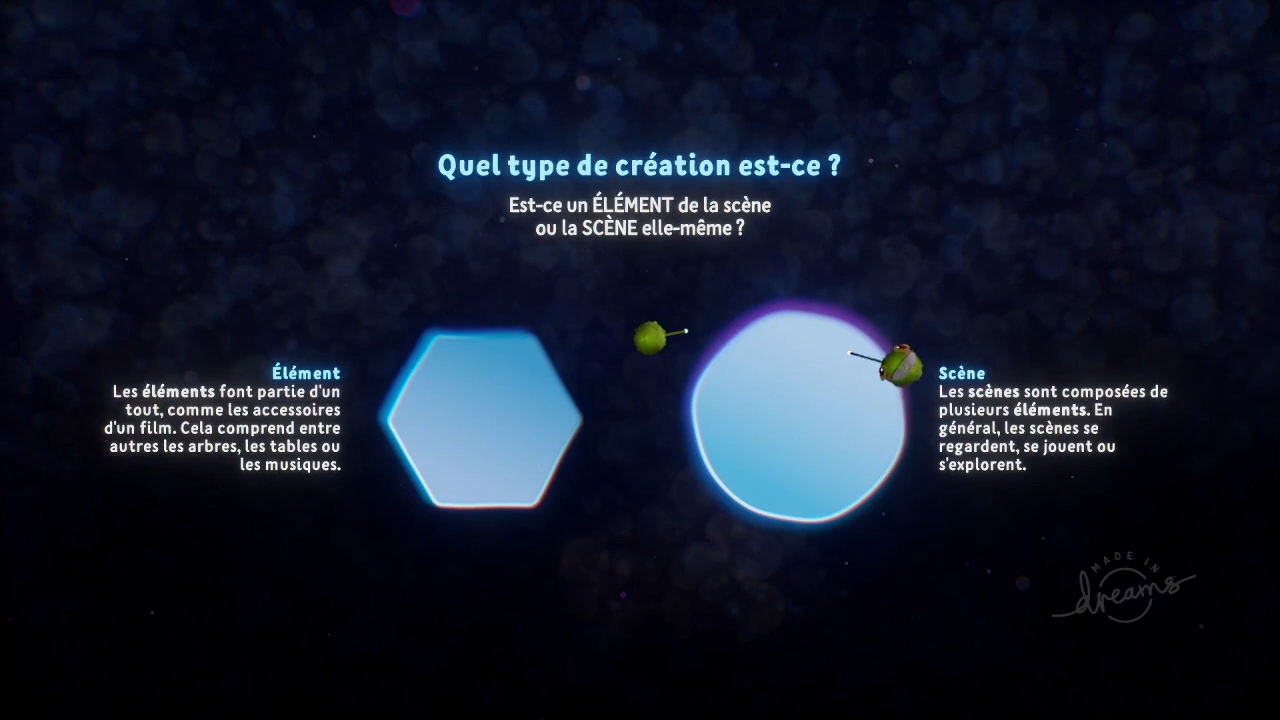 Quel type de création est-ce ?
Est-ce un ÉLÉMENT de la scène
ou la SCÈNE elle-même ?
Élément
Les éléments font partie d'un
tout, comme les accessoires
d'un film. Cela comprend entre
autres les arbres, les tables ou
les musiques.
Scène
Les scènes sont composées de
plusieurs éléments. En
général, les scènes se
regardent, se jouent ou
s'explorent.
MADE IN
dreams